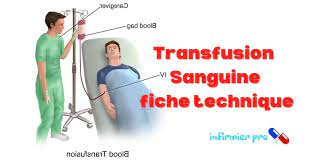 Caregiver
Blood bag
IV
Blood Transfusion
Transfusion
Sanguine
fiche technique
infirmier pro